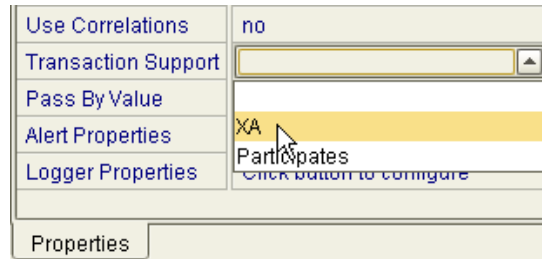 Use Correlations no
Transaction Support
Pass By Value
Alert Properties XA
Participates
Logger Properties Click button to configure
Properties